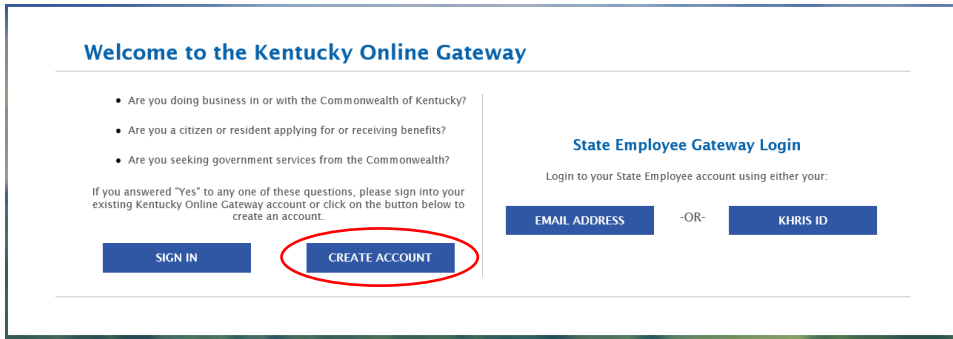 Welcome to the Kentucky Online Gateway
• Are you doing business in or with the Commonwealth of Kentucky?
• Are you a citizen or resident applying for or receiving benefits?
• Are you seeking government services from the Commonwealth?
If you answered "Yes" to any one of these questions, please sign into your
existing Kentucky Online Gateway account or click on the button below to
create an account.
SIGN IN
CREATE ACCOUNT
State Employee Gateway Login
Login to your State Employee account using either your:
EMAIL ADDRESS
-OR-
KHRIS ID